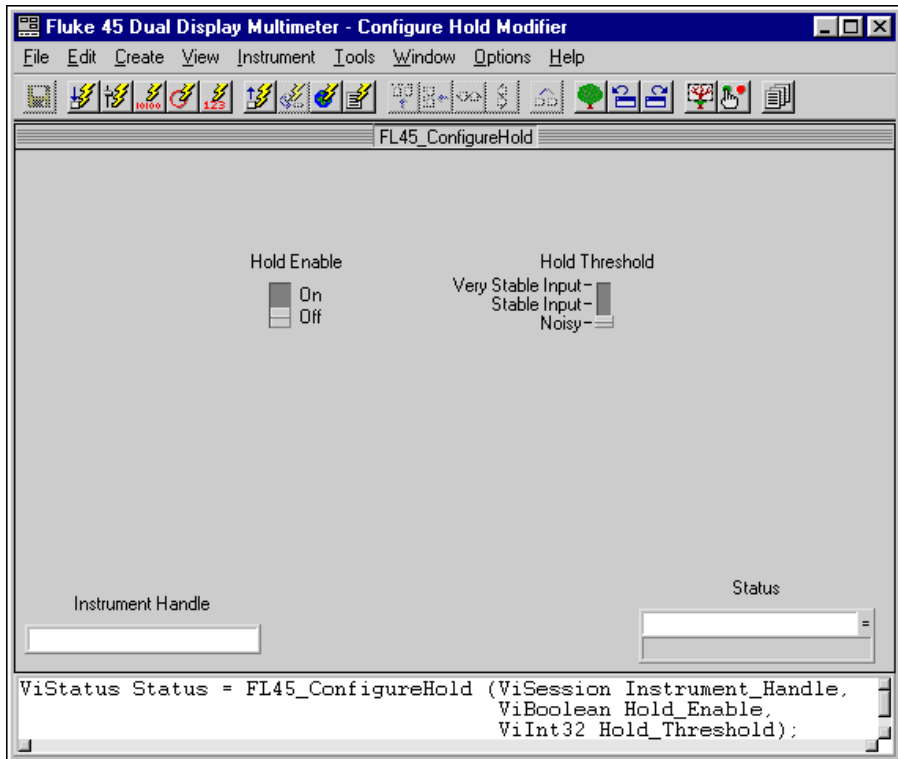 Fluke 45 Dual Display Multimeter - Configure Hold Modifier
File Edit Create View Instrument Tools Window Options Help
10100 123
FL45_ConfigureHold
Hold Enable
On
Off
Hold Threshold
Very Stable Input
Stable Input
Noisy
Instrument Handle
Status
=
ViStatus Status = FL45_ConfigureHold (ViSession Instrument_Handle,
ViBoolean Hold_Enable,
ViInt32 Hold_Threshold);